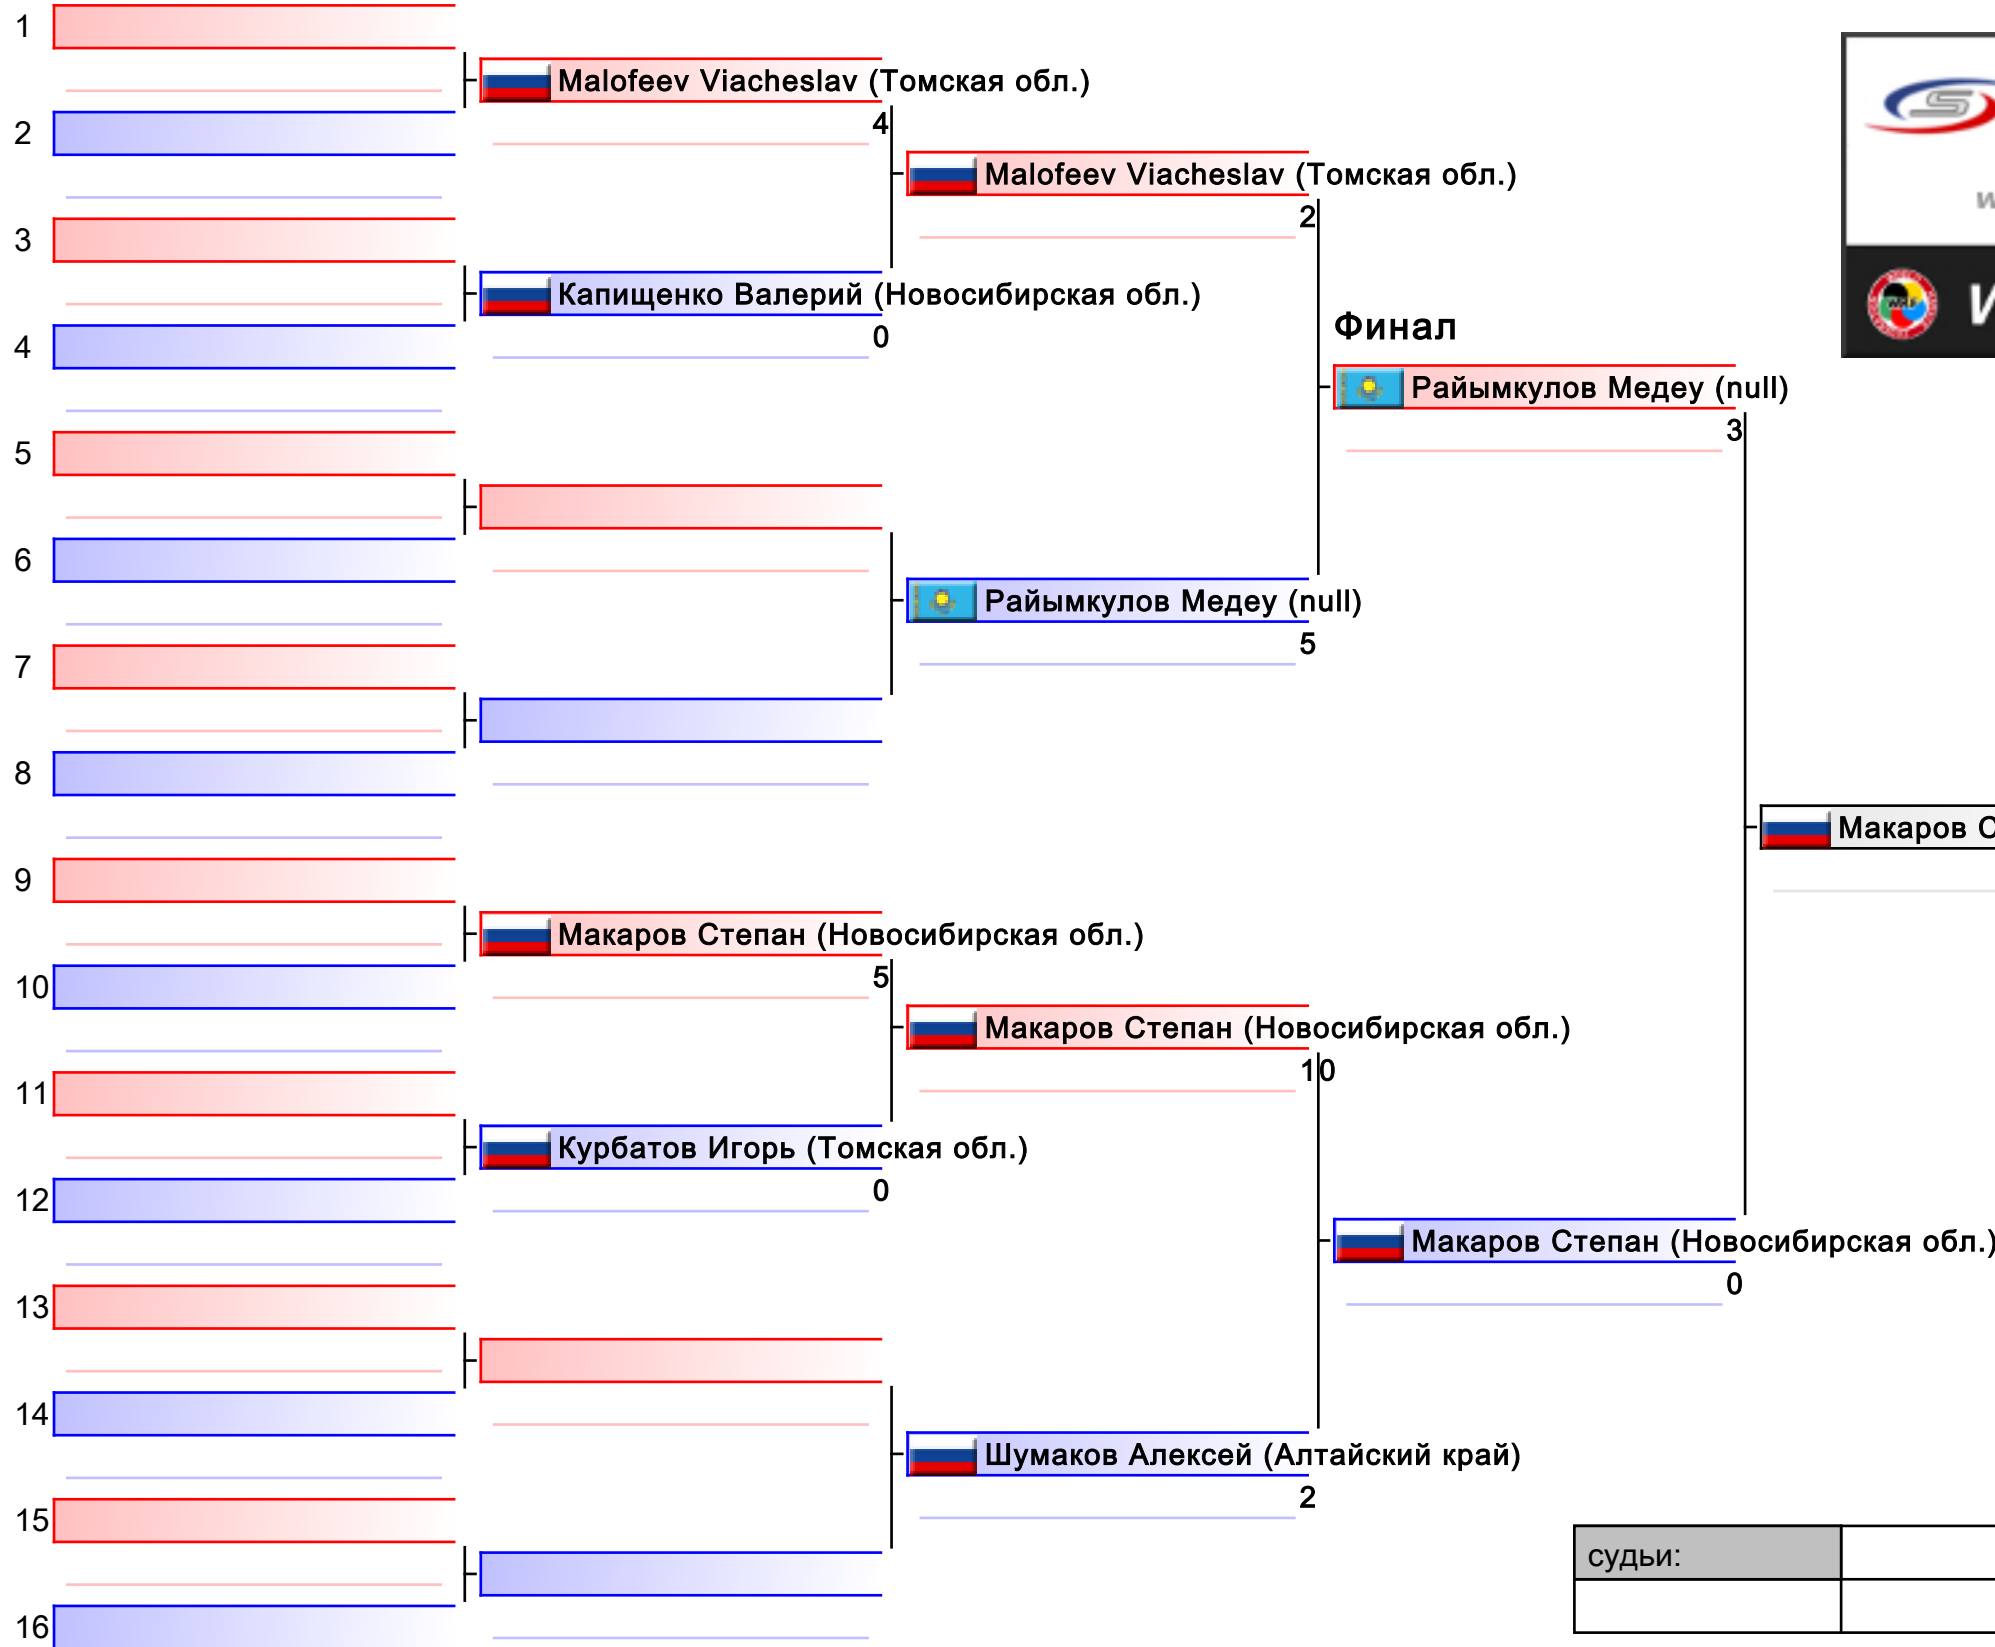 1
Malofeev Viacheslav (Томская обл.)
4
2
Malofeev Viacheslav (Томская обл.)
2
3
Капищенко Валерий (Новосибирская обл.)
0
4
Финал
Райымкулов Медеу (null)
3
5
6
Райымкулов Медеу (null)
5
7
8
Макаров С
9
Макаров Степан (Новосибирская обл.)
5
10
Макаров Степан (Новосибирская обл.)
10
11
Курбатов Игорь (Томская обл.)
0
12
Макаров Степан (Новосибирская обл.)
0
13
14
Шумаков Алексей (Алтайский край)
2
15
судьи:
16